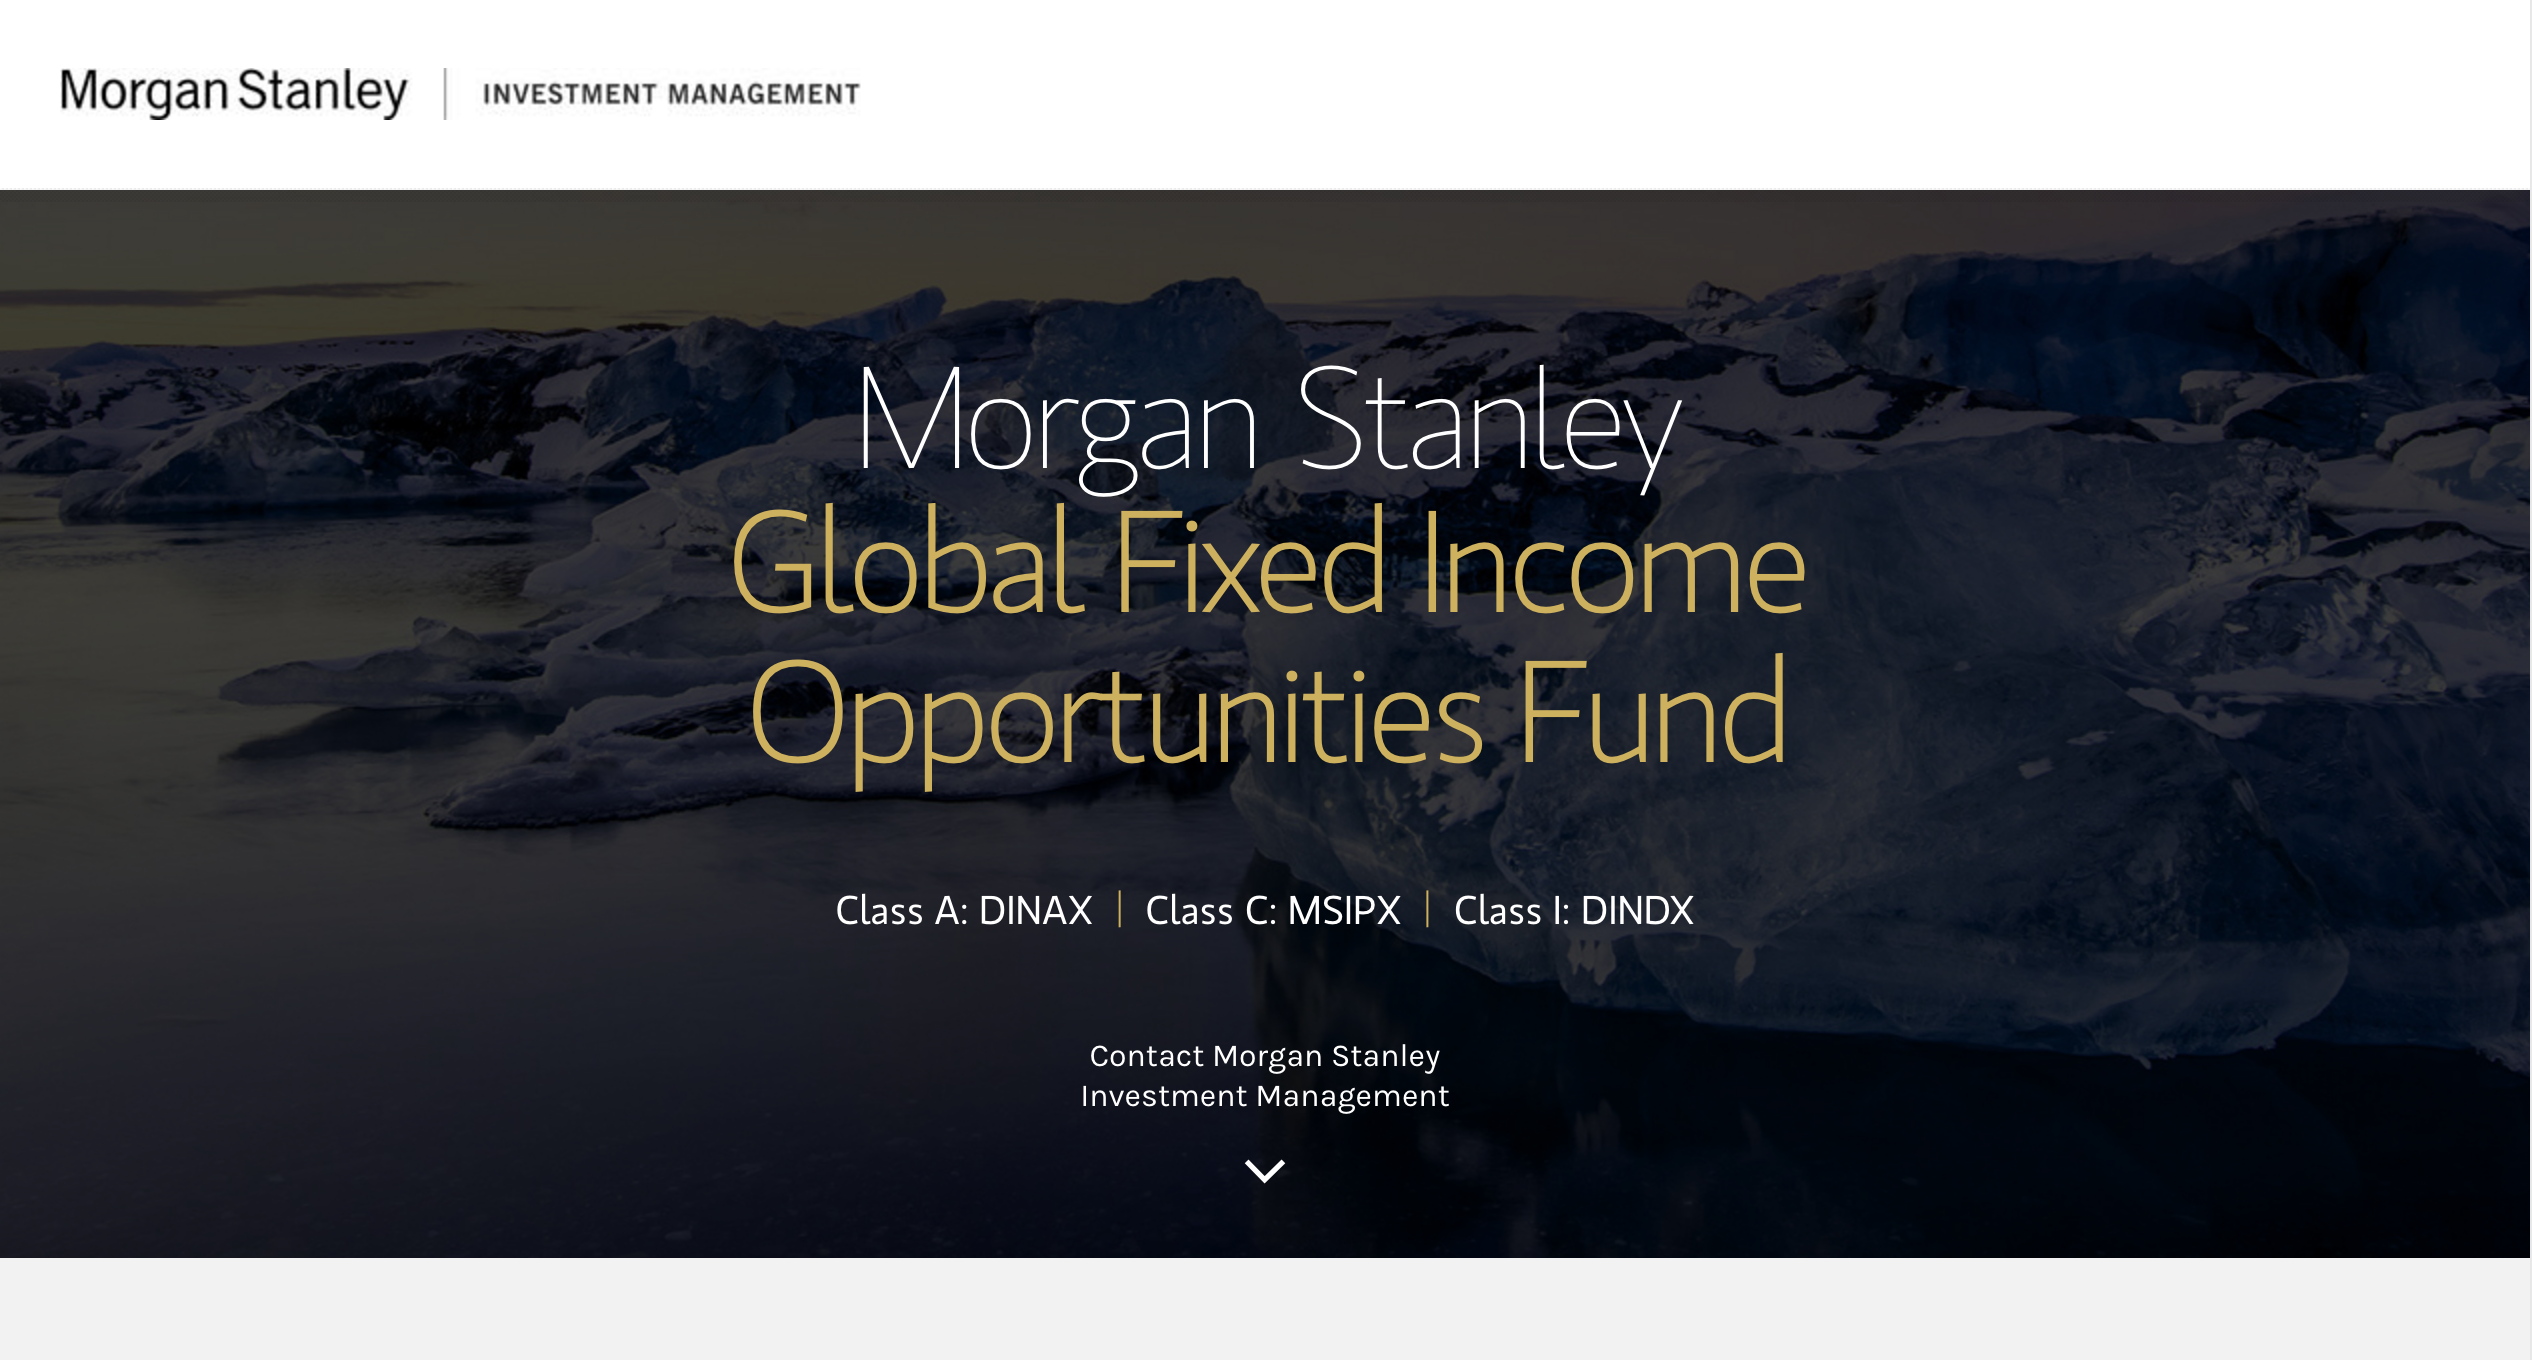 Morgan Stanley | INVESTMENT MANAGEMENT
Morgan Stanley
Global Fixed Income
Opportunities Fund
Class A: DINAX | Class C: MSIPX | Class I: DINDX
Contact Morgan Stanley
Investment Management